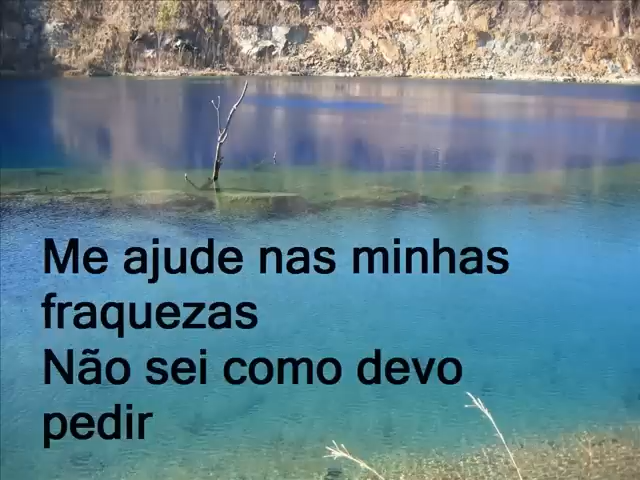 Me ajude nas minhas
fraquezas
Não sei como devo
pedir